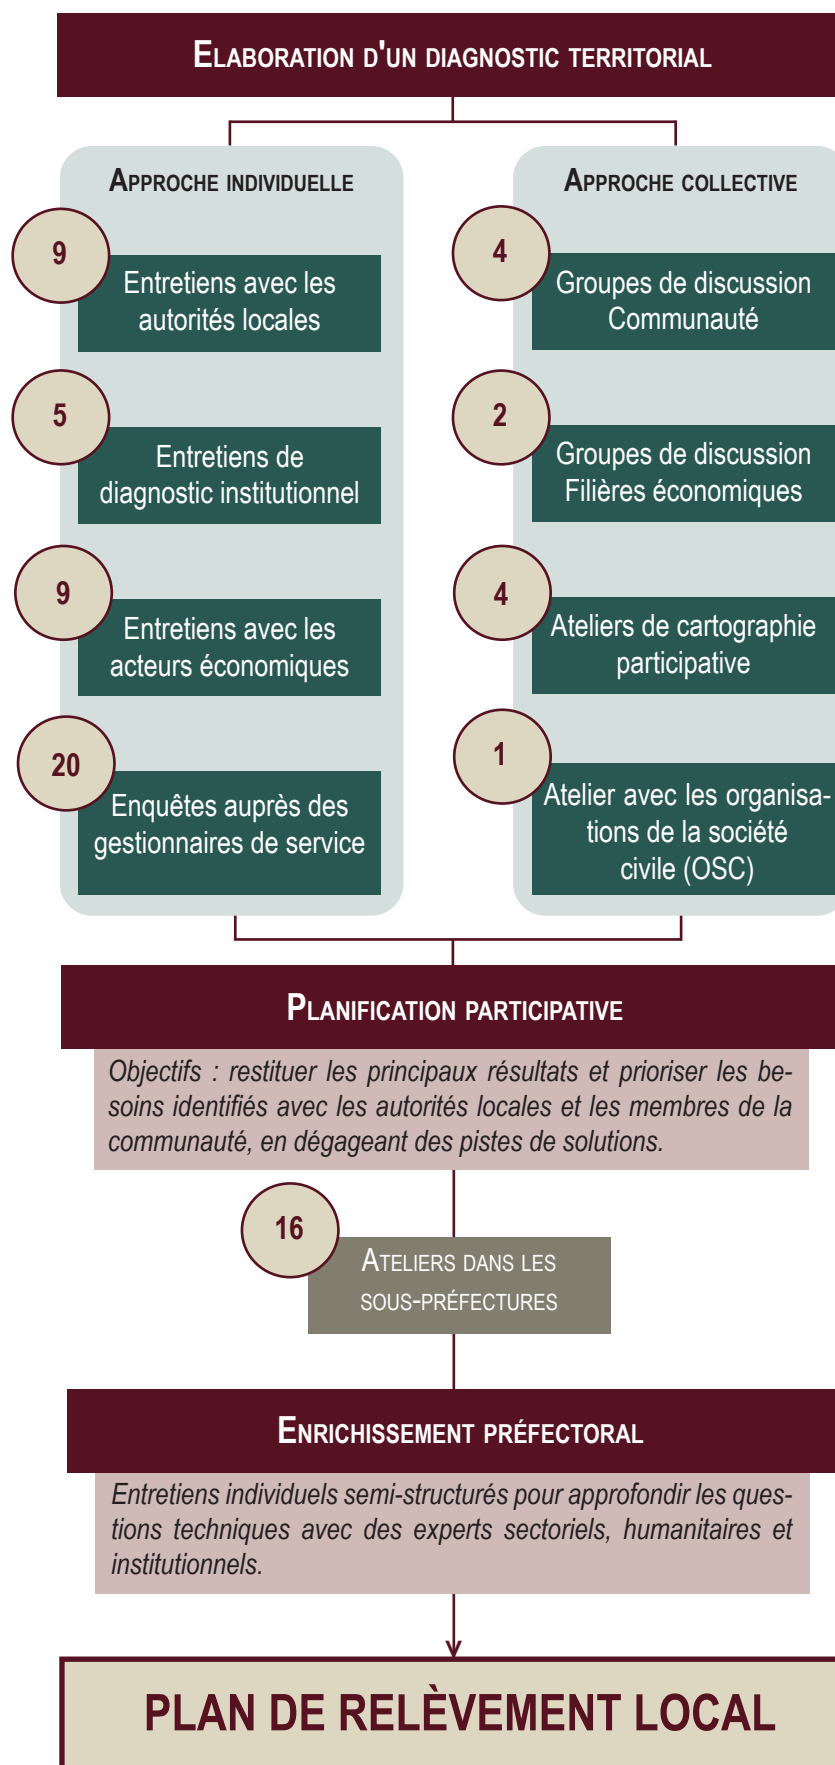 ELABORATION D'UN DIAGNOSTIC TERRITORIAL
APPROCHE INDIVIDUELLE
9
Entretiens avec les
autorités locales
5
Entretiens de
diagnostic institutionnel
9
Entretiens avec les
acteurs économiques
20
Enquêtes auprès des
gestionnaires de service
APPROCHE COLLECTIVE
4
Groupes de discussion
Communauté
2
Groupes de discussion
Filières économiques
4
Ateliers de cartographie
participative
1
Atelier avec les organisa-
tions de la société
civile (OSC)
PLANIFICATION PARTICIPATIVE
Objectifs : restituer les principaux résultats et prioriser les be-
soins identifiés avec les autorités locales et les membres de la
communauté, en dégageant des pistes de solutions.
16
ATELIERS DANS LES
SOUS-PRÉFECTURES
ENRICHISSEMENT PRÉFECTORAL
Entretiens individuels semi-structurés pour approfondir les ques-
tions techniques avec des experts sectoriels, humanitaires et
institutionnels.
PLAN DE RELÈVEMENT LOCAL